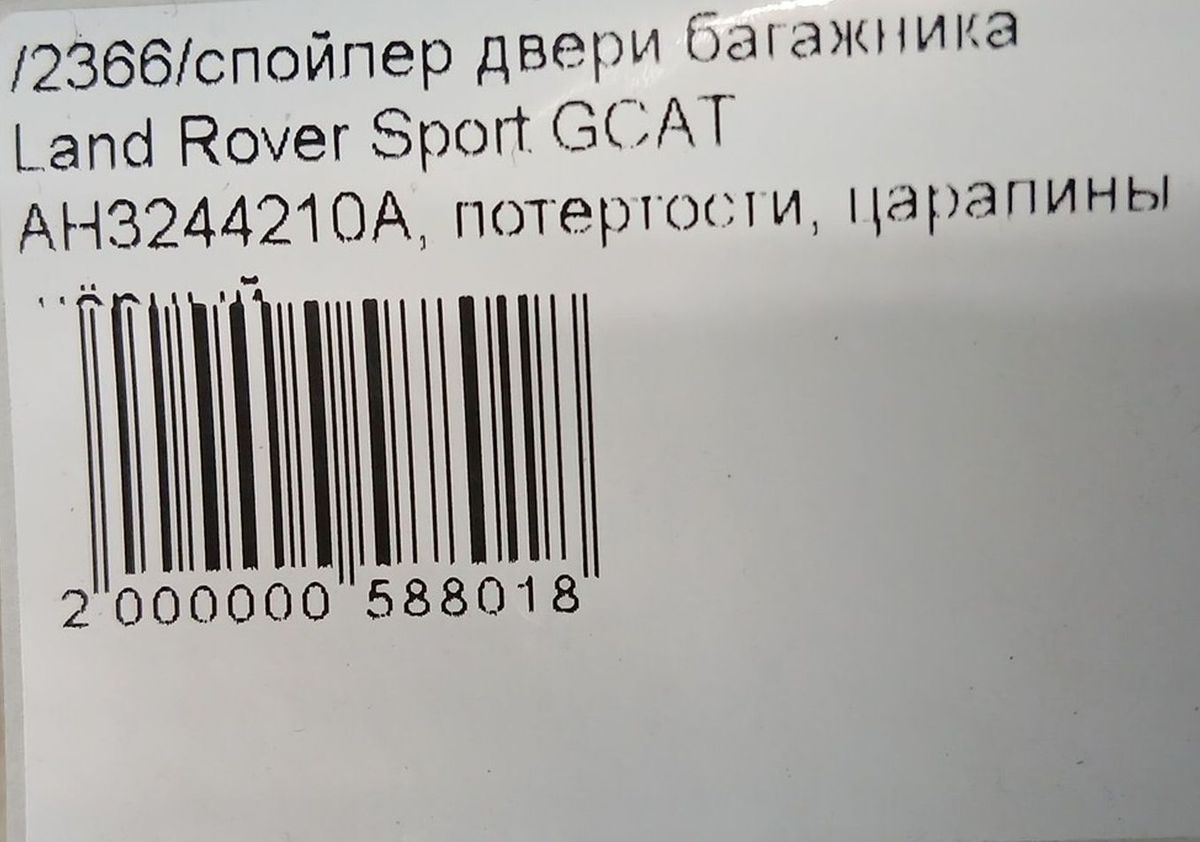 /2366/спойлер двери багажника
Land Rover Sport GCAT
AH3244210A, потертости, царапины
2 000000 588018